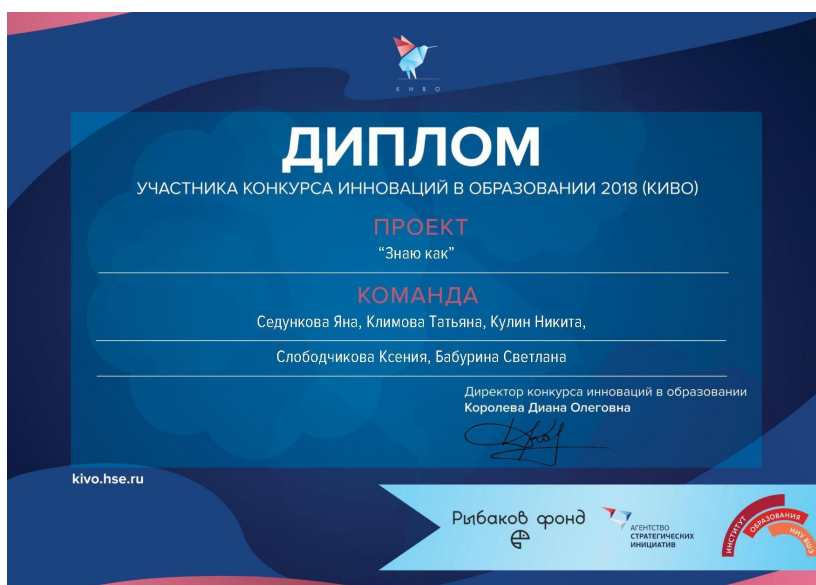 КИВО
ДИПЛОМ
УЧАСТНИКА КОНКУРСА ИННОВАЦИЙ В ОБРАЗОВАНИИ 2018 (КИВО)
ПРОЕКТ
“Знаю как”
КОМАНДА
Седункова Яна, Климова Татьяна, Кулин Никита,
Слободчикова Ксения, Бабурина Светлана
Директор конкурса инноваций в образовании
Королева Диана Олеговна
kivo.hse.ru
Рыбаков фонд
АГЕНТСТВО
СТРАТЕГИЧЕСКИХ
ИНИЦИАТИВ
ИНСТИТУТ
ОБРАЗОВАНИЯ
НИУ ВШЭ